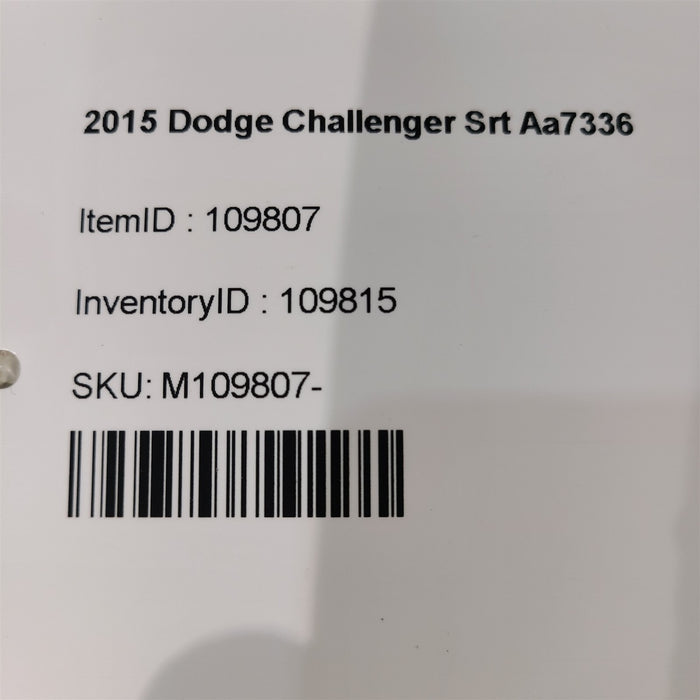 2015 Dodge Challenger Srt Aa7336
ItemID : 109807
InventoryID : 109815
SKU: M109807-